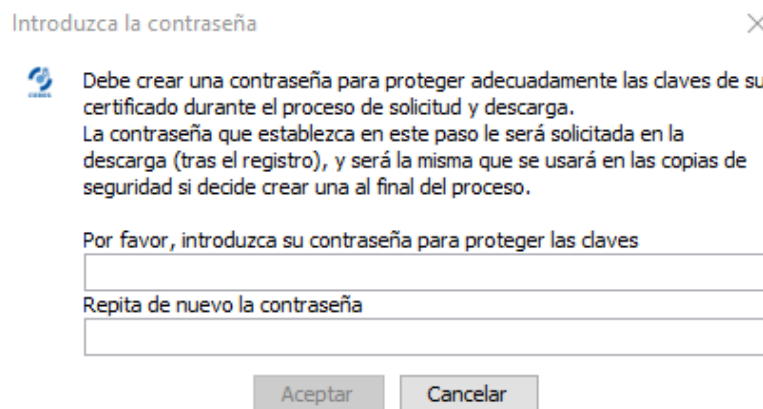 Introduzca la contraseña
Debe crear una contraseña para proteger adecuadamente las claves de su
certificado durante el proceso de solicitud y descarga.
La contraseña que establezca en este paso le será solicitada en la
descarga (tras el registro), y será la misma que se usará en las copias de
seguridad si decide crear una al final del proceso.
Por favor, introduzca su contraseña para proteger las claves
Repita de nuevo la contraseña
Aceptar Cancelar